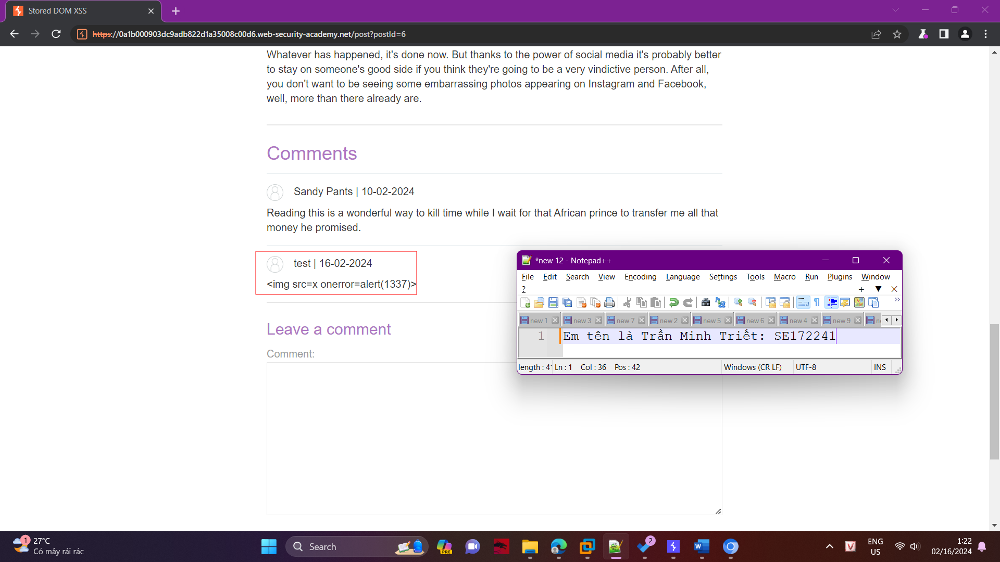 Stored DOM XSS
https://0a1b000903dc9adb822d1a35008c00d6.web-security-academy.net/post?postId=6
Whatever has happened, it's done now. But thanks to the power of social media it's probably better
to stay on someone's good side if you think they're going to be a very vindictive person. After all,
you don't want to be seeing some embarrassing photos appearing on Instagram and Facebook,
well, more than there already are.
Comments
Sandy Pants | 10-02-2024
Reading this is a wonderful way to kill time while I wait for that African prince to transfer me all that
money he promised.
test | 16-02-2024
<img src=x onerror=alert(1337)>
Leave a comment
Comment:
*new 12 - Notepad++
File Edit Search View Encoding Language Settings Tools Macro Run Plugins Window
?
new 1 new 3 new 7 new 2 new 5 new 6 new 4 new 9
1 Em tên là Trần Minh Triết: SE172241
length : 41 Ln : 1 Col : 36 Pos : 42 Windows (CR LF) UTF-8 INS
1 27°C
Có mây rải rác
Search
PRE
2
ENG
US
1:22
02/16/2024